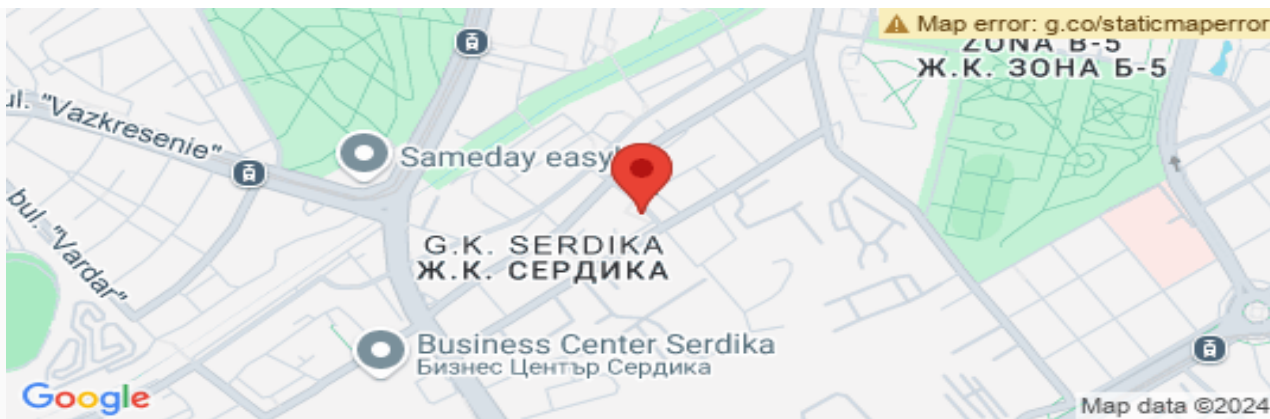 Map error: g.co/staticmaperror
ZONA B-5
Ж.К. ЗОНА Б-5
ul. "Vazkresenie"
Sameday easy
bul. "Vardar"
G.K. SERDIKA
Ж.К. СЕРДИКА
Business Center Serdika
Бизнес Център Сердика
Google
Map data ©2024